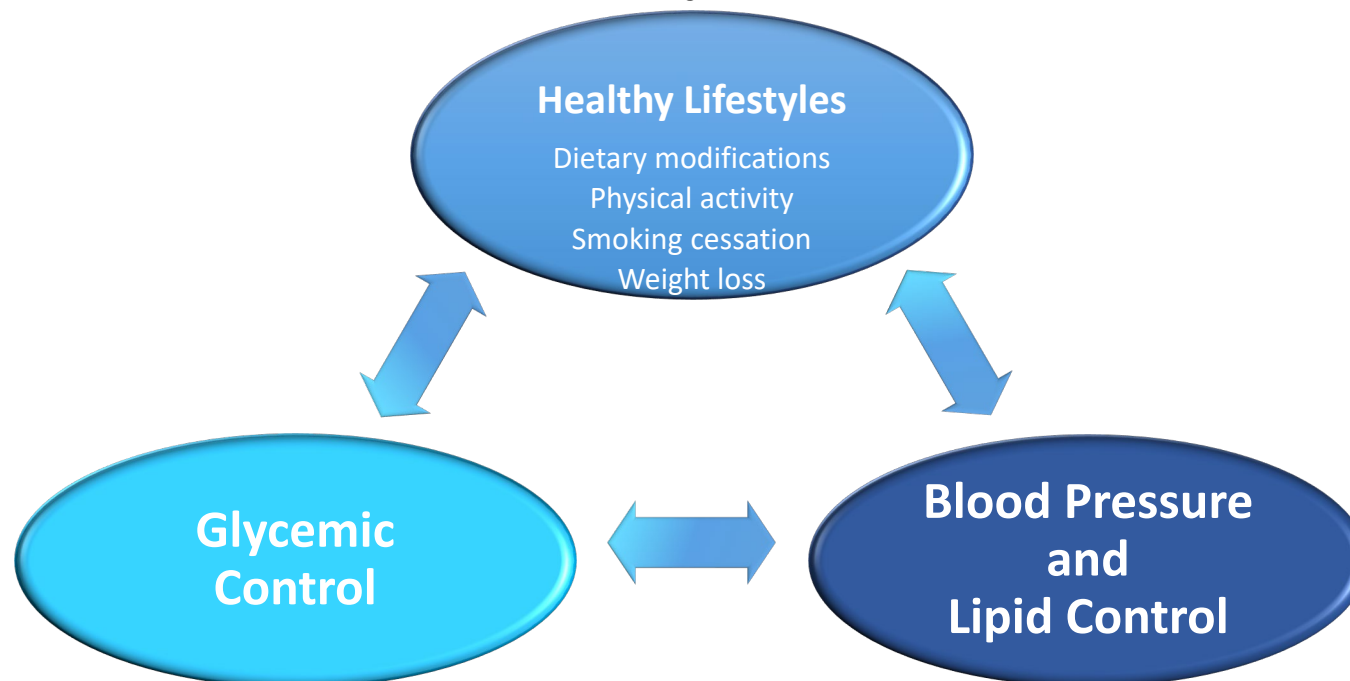 Healthy Lifestyles
Dietary modifications
Physical activity
Smoking cessation
Weight loss
Glycemic
Control
Blood Pressure
and
Lipid Control